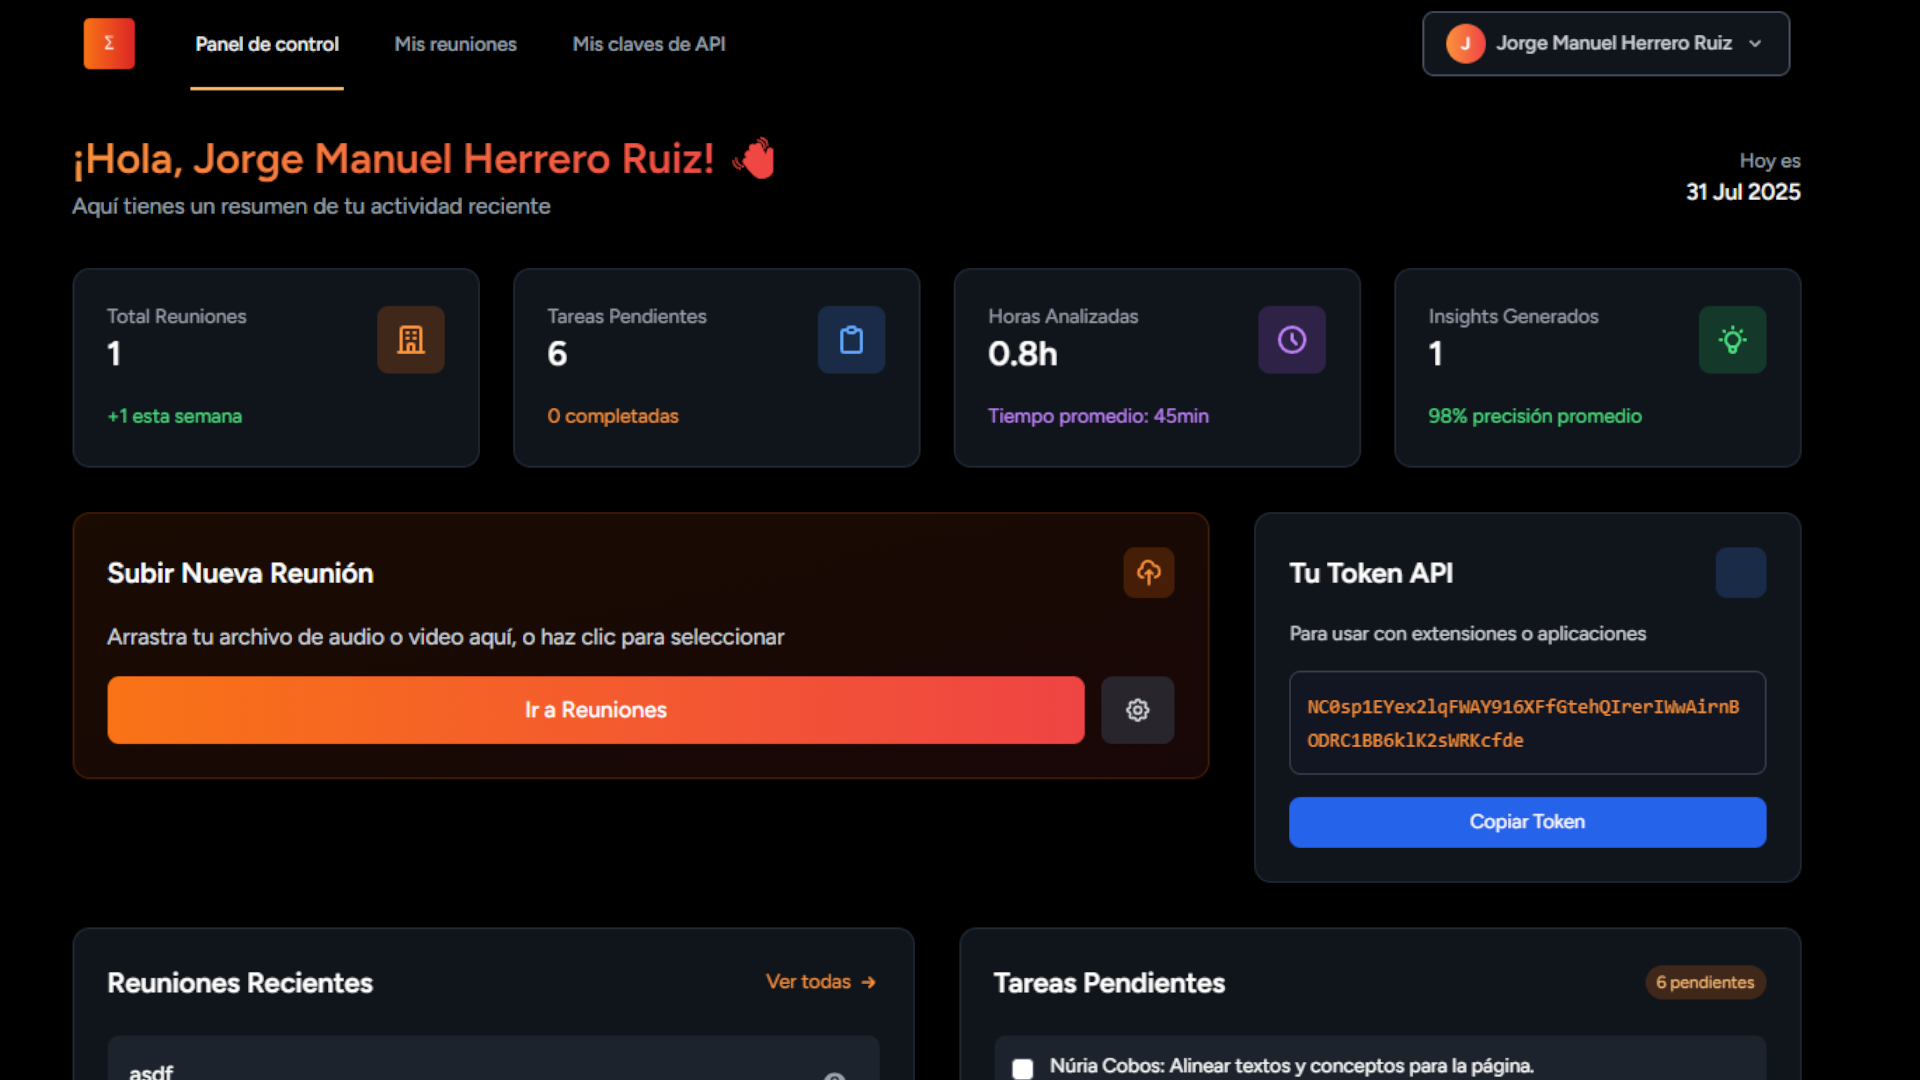 Σ
Panel de control
Mis reuniones
Mis claves de API
J
Jorge Manuel Herrero Ruiz
¡Hola, Jorge Manuel Herrero Ruiz!
Aquí tienes un resumen de tu actividad reciente
Hoy es
31 Jul 2025
Total Reuniones
1
+1 esta semana
Tareas Pendientes
6
0 completadas
Horas Analizadas
0.8h
Tiempo promedio: 45min
Insights Generados
1
98% precisión promedio
Subir Nueva Reunión
Arrastra tu archivo de audio o video aquí, o haz clic para seleccionar
Ir a Reuniones
Tu Token API
Para usar con extensiones o aplicaciones
NC0sp1EYex2lqFWAY916XFfGtehQIrerIWwAirnB
ODRC1BB6klK2sWRKcfde
Copiar Token
Reuniones Recientes
Ver todas →
asdf
Tareas Pendientes
6 pendientes
Núria Cobos: Alinear textos y conceptos para la página.